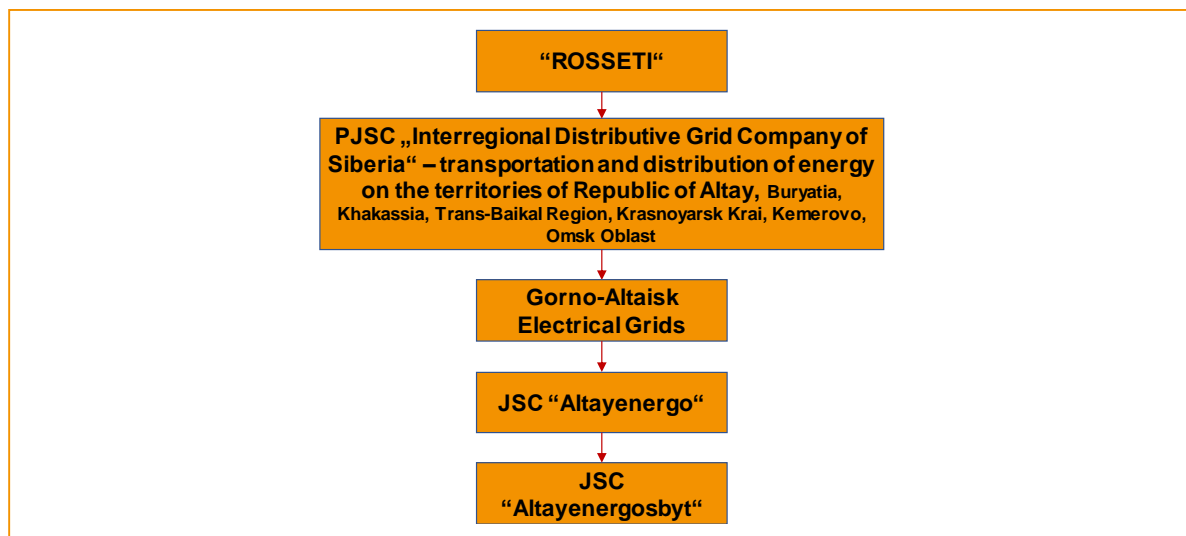 “ROSSETI“
PJSC „Interregional Distributive Grid Company of
Siberia“ – transportation and distribution of energy
on the territories of Republic of Altay, Buryatia,
Khakassia, Trans-Baikal Region, Krasnoyarsk Krai, Kemerovo,
Omsk Oblast
Gorno-Altaisk
Electrical Grids
JSC “Altayenergo“
JSC
“Altayenergosbyt“